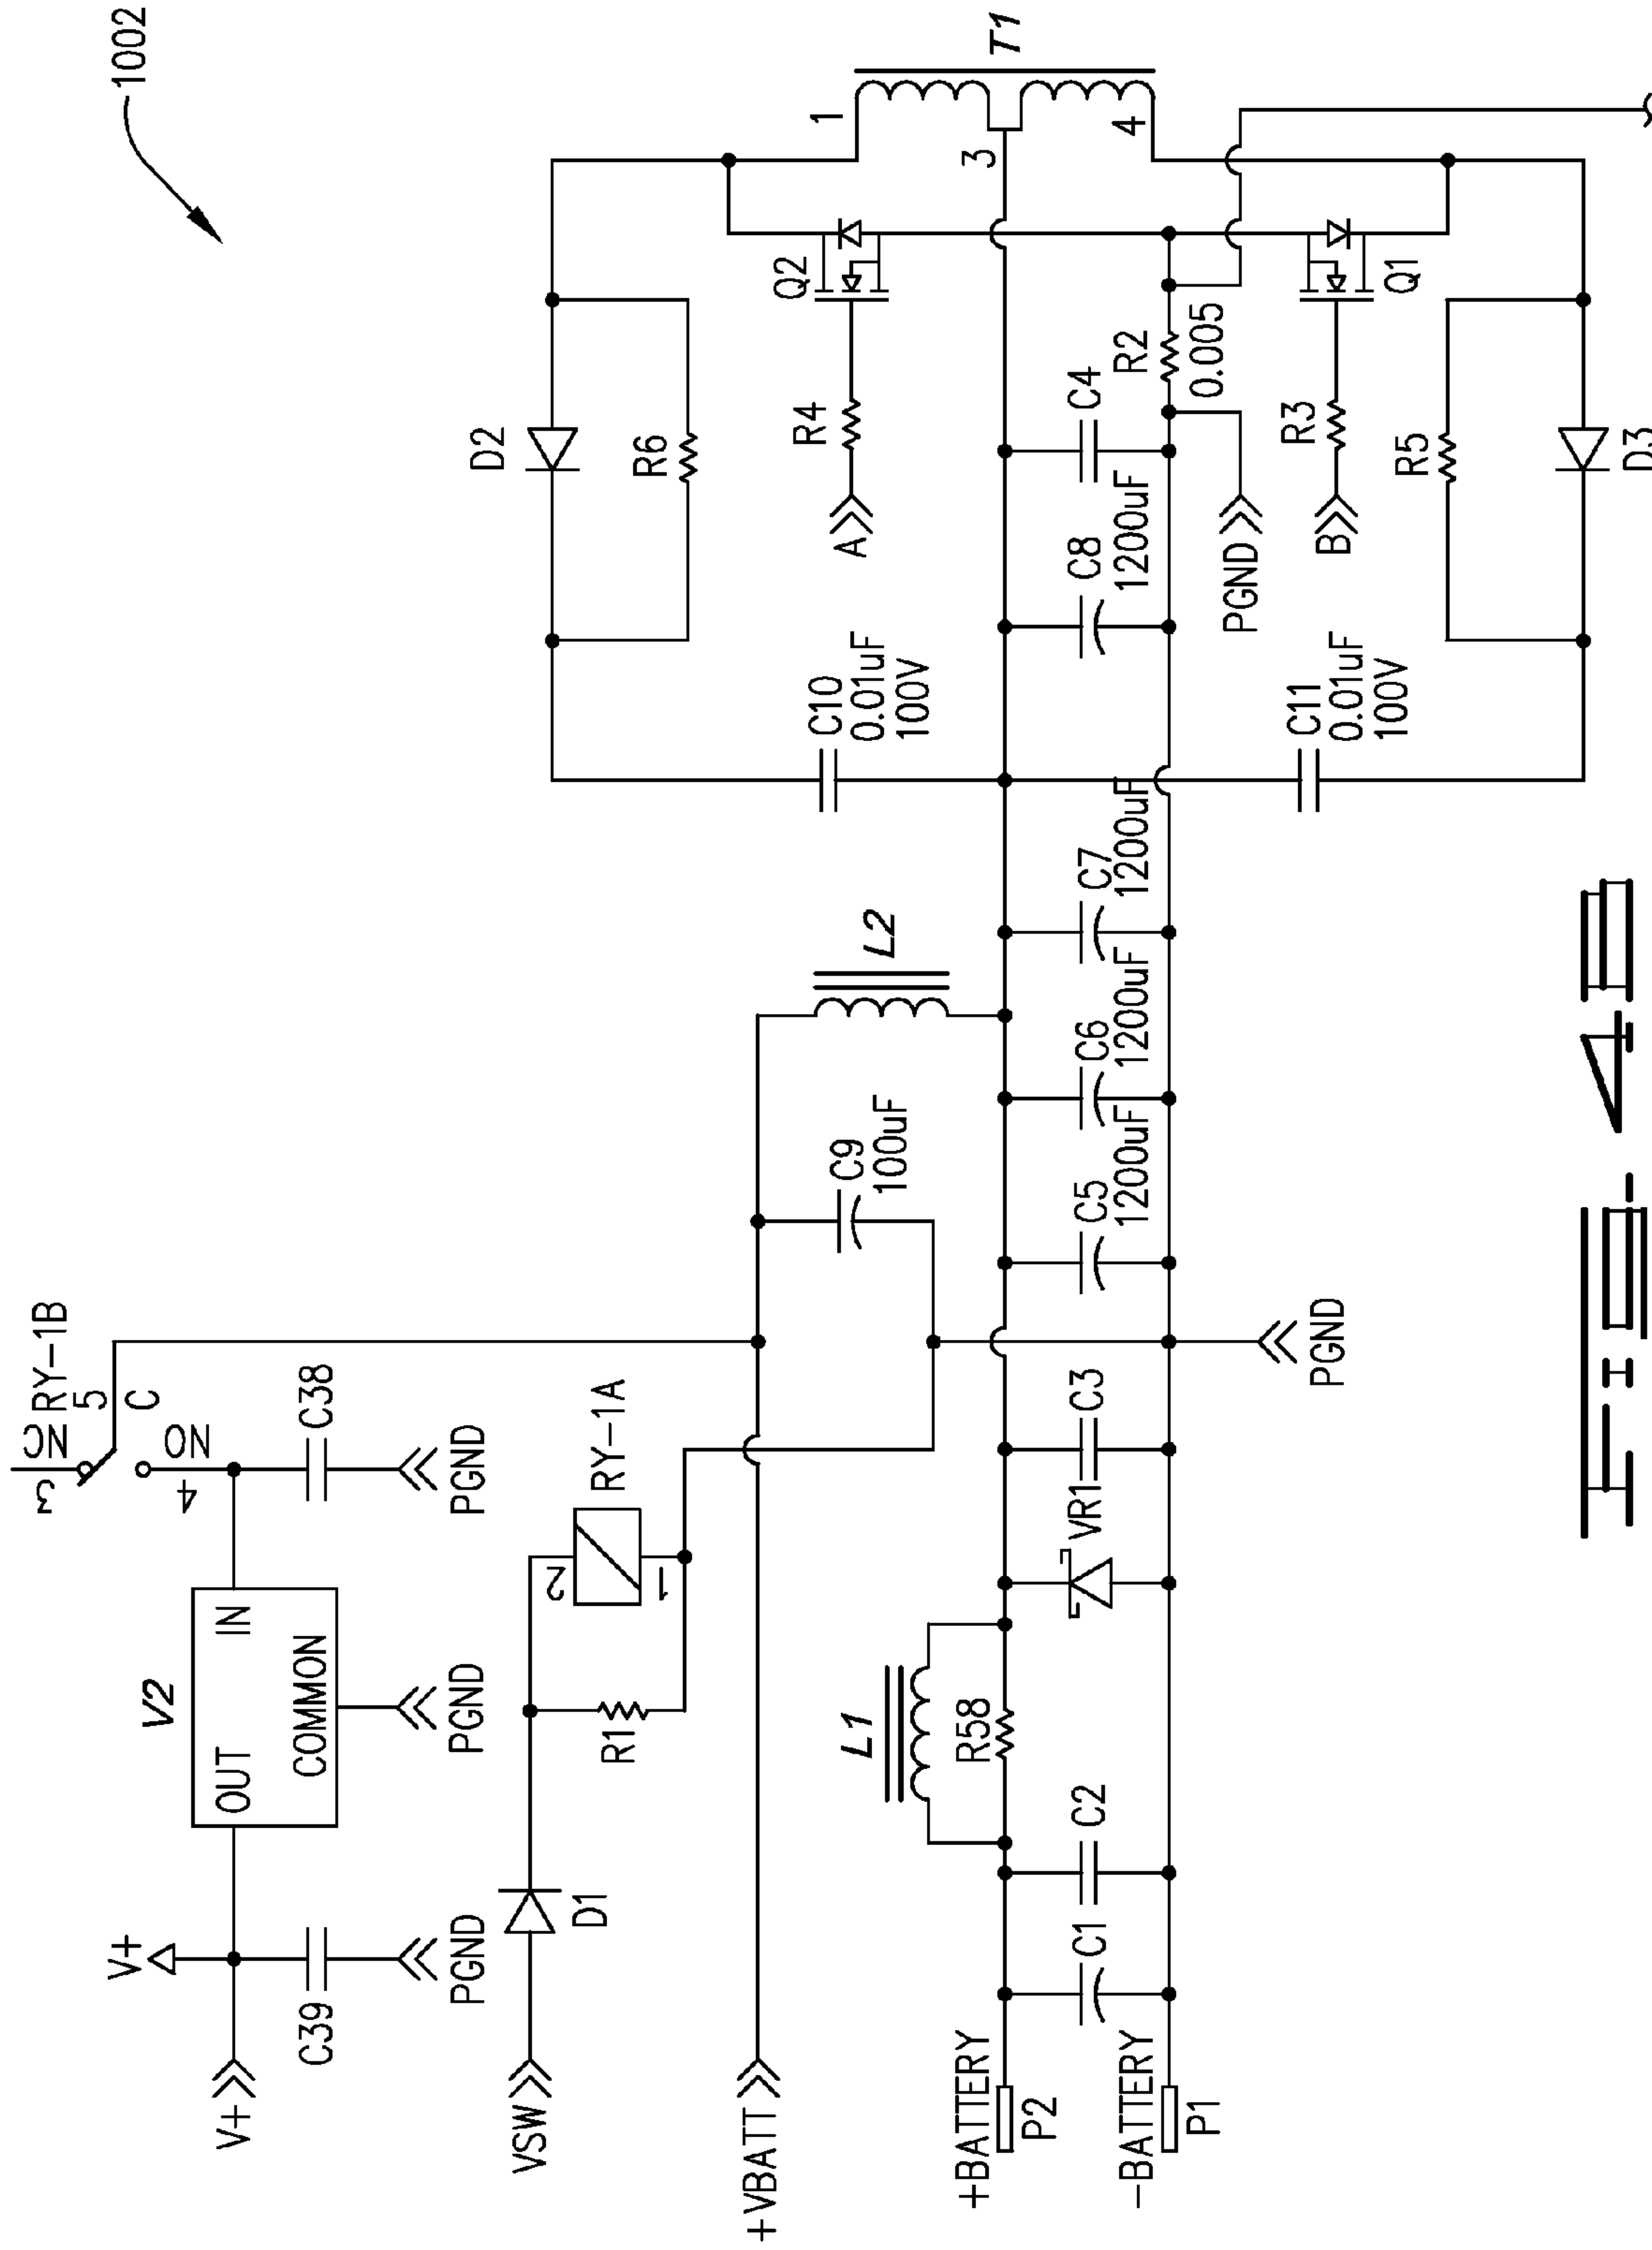 1002
RY-1B
NC
5
3
C
NO
4
C38
PGND
V2
OUT
IN
COMMON
PGND
V+
V+
C39
PGND
VSW
D1
R1
2
1
RY-1A
+VBATT
C9
100uF
L2
L1
R58
+BATTERY
P2
-BATTERY
P1
C1
C2
VR1
C3
PGND
C5
1200uF
C6
1200uF
C7
1200uF
C8
1200uF
C4
R2
0.005
PGND
C10
0.01uF
100V
C11
0.01uF
100V
D2
R6
A
R4
Q2
B
R3
Q1
R5
D3
1
3
4
T1